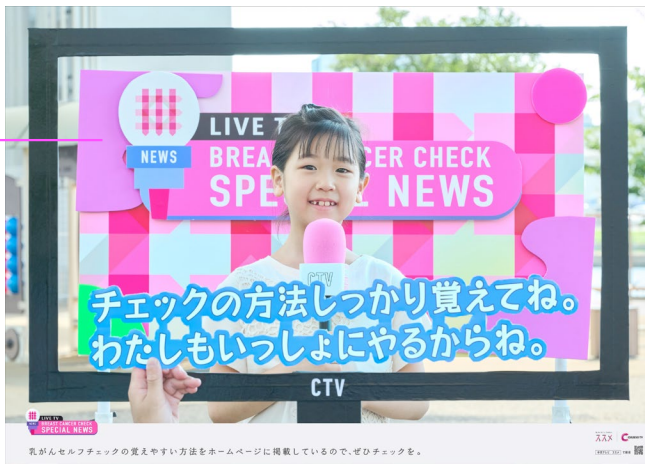 LIVE T
NEWS
BREA CER CHECK
SPE L NEWS
CTV
チェックの方法しっかり覚えてね。
わたしもいっしょにやるからね。
CTV
LIVE TV
BREAST CANCER CHECK
SPECIAL NEWS
ススメ
乳がんセルフチェックの覚えやすい方法をホームページに掲載しているので、ぜひチェックを。